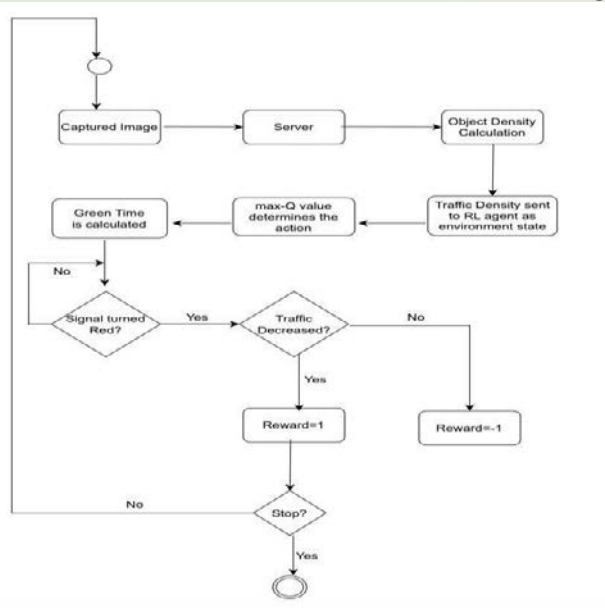 Captured Image
Server
Object Density
Calculation
Traffic Density sent
to RL agent as
environment state
max-Q value
determines the
action
Green Time
is calculated
No
Signal turned
Red?
Yes
Traffic
Decreased?
No
Yes
Reward=1
Reward=-1
Stop?
No
Yes